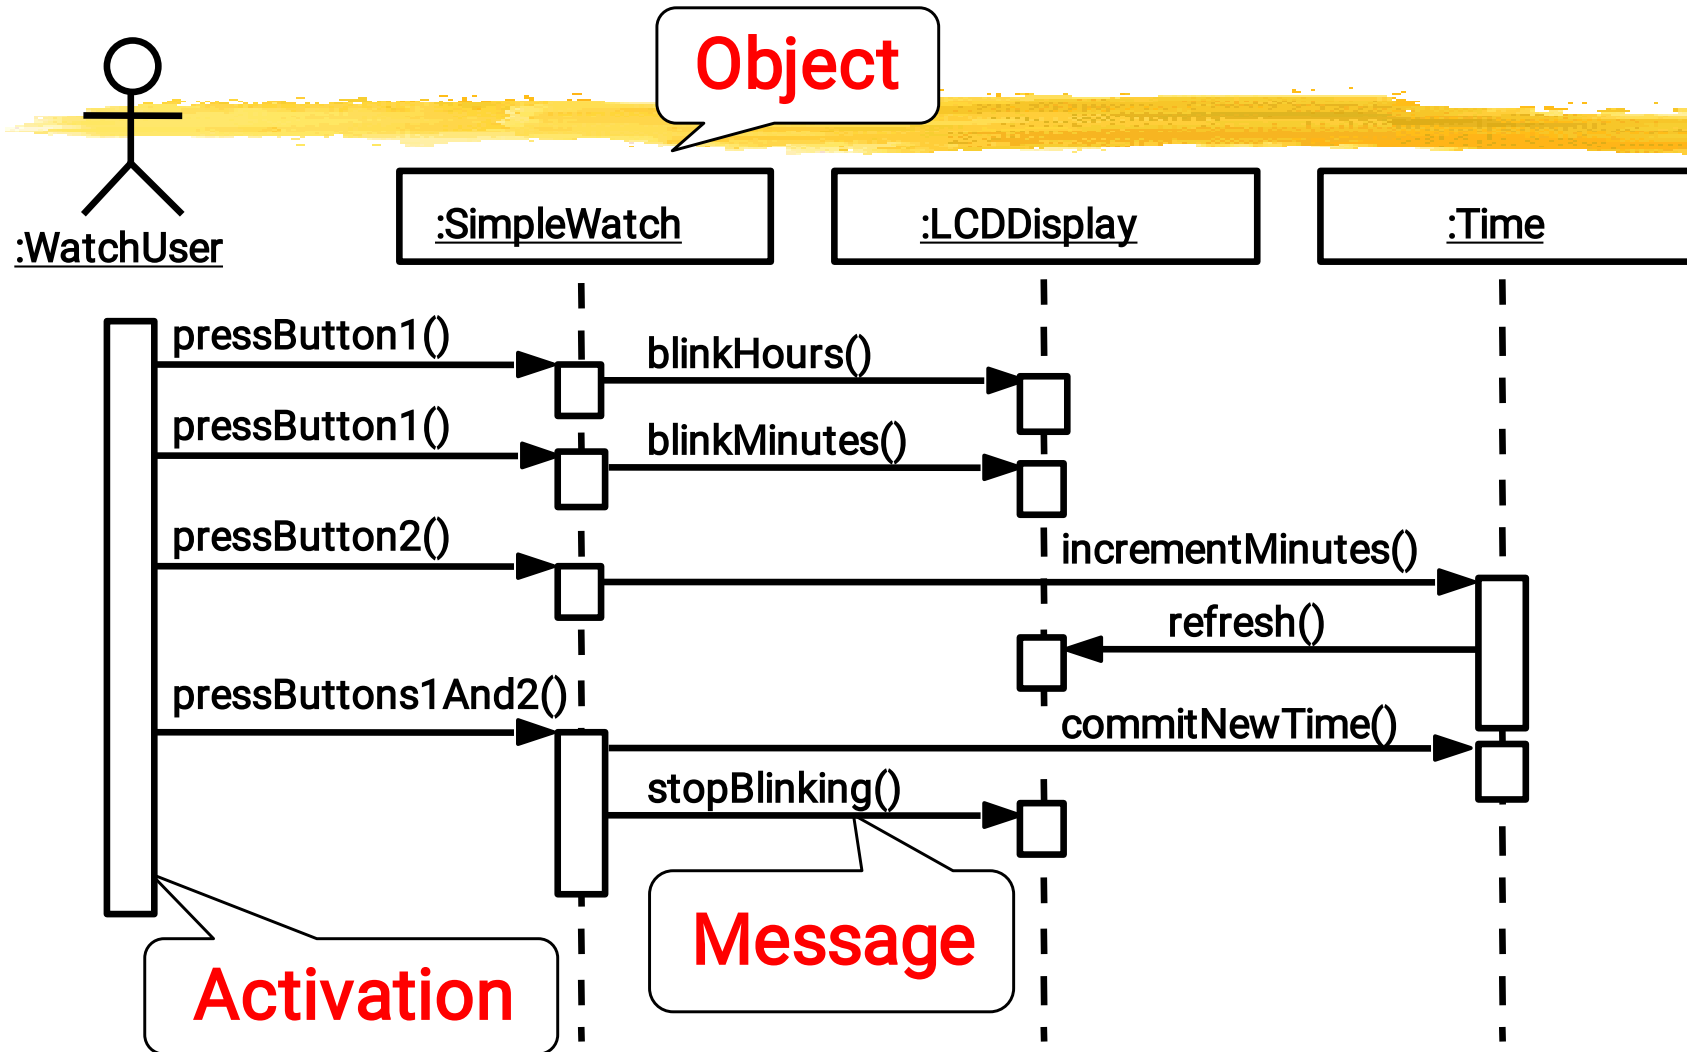 Object
:WatchUser
:SimpleWatch
:LCDDisplay
:Time
pressButton1()
blinkHours()
pressButton1()
blinkMinutes()
pressButton2()
incrementMinutes()
refresh()
pressButtons1And2()
commitNewTime()
stopBlinking()
Message
Activation